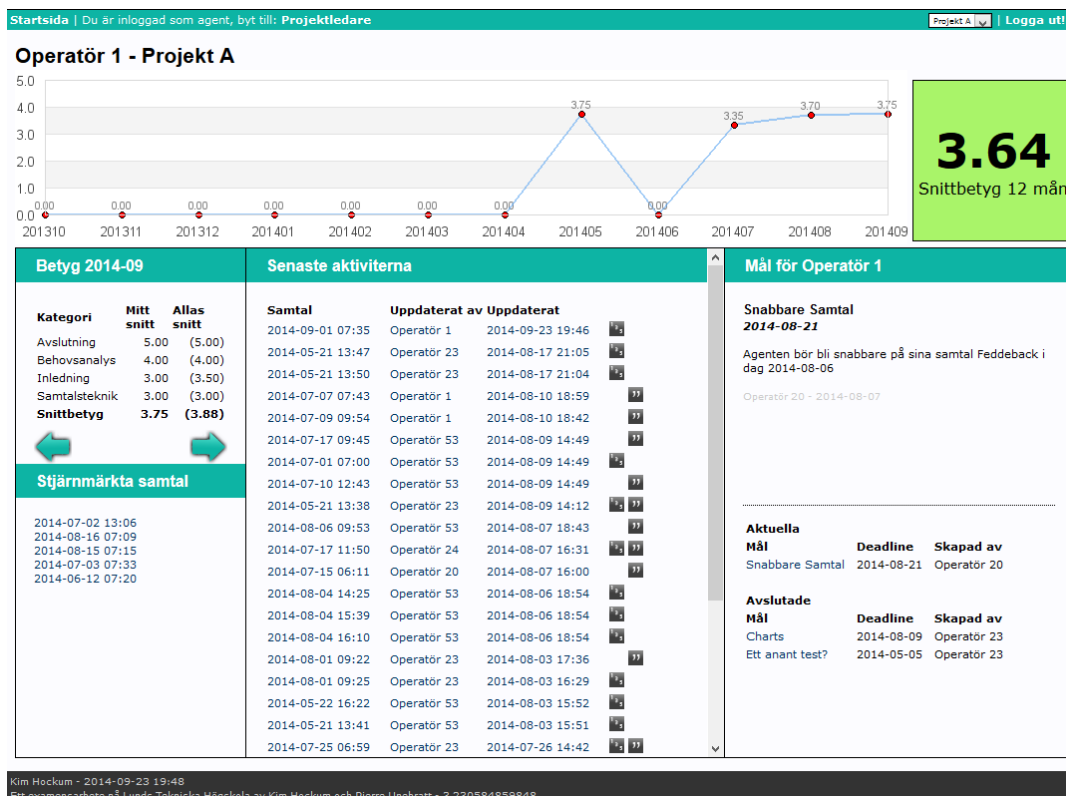 Startsida | Du är inloggad som agent, byt till: Projektledare
Projekt A | Logga ut!
Operatör 1 - Projekt A
5.0
4.0
3.0
2.0
1.0
0.0
0.00 0.00 0.00 0.00 0.00 0.00 0.00 3.75 0.00 3.35 3.70 3.75
201310 201311 201312 201401 201402 201403 201404 201405 201406 201407 201408 201409
3.64
Snittbetyg 12 mån
Betyg 2014-09
Kategori Mitt snitt Allas snitt
Avslutning 5.00 (5.00)
Behovsanalys 4.00 (4.00)
Inledning 3.00 (3.50)
Samtalsteknik 3.00 (3.00)
Snittbetyg 3.75 (3.88)
Stjärnmärkta samtal
2014-07-02 13:06
2014-08-16 07:09
2014-08-15 07:15
2014-07-03 07:33
2014-06-12 07:20
Senaste aktiviterna
Samtal Uppdaterat av Uppdaterat
2014-09-01 07:35 Operatör 1 2014-09-23 19:46
2014-05-21 13:47 Operatör 23 2014-08-17 21:05
2014-05-21 13:50 Operatör 23 2014-08-17 21:04
2014-07-07 07:43 Operatör 1 2014-08-10 18:59
2014-07-09 09:54 Operatör 1 2014-08-10 18:42
2014-07-17 09:45 Operatör 53 2014-08-09 14:49
2014-07-01 07:00 Operatör 53 2014-08-09 14:49
2014-07-10 12:43 Operatör 53 2014-08-09 14:49
2014-05-21 13:38 Operatör 23 2014-08-09 14:12
2014-08-06 09:53 Operatör 53 2014-08-07 18:43
2014-07-17 11:50 Operatör 24 2014-08-07 16:31
2014-07-15 06:11 Operatör 20 2014-08-07 16:00
2014-08-04 14:25 Operatör 53 2014-08-06 18:54
2014-08-04 15:39 Operatör 53 2014-08-06 18:54
2014-08-04 16:10 Operatör 53 2014-08-06 18:54
2014-08-01 09:22 Operatör 23 2014-08-03 17:36
2014-08-01 09:25 Operatör 23 2014-08-03 16:29
2014-05-22 16:22 Operatör 53 2014-08-03 15:52
2014-05-21 13:41 Operatör 53 2014-08-03 15:51
2014-07-25 06:59 Operatör 23 2014-07-26 14:42
Mål för Operatör 1
Snabbare Samtal
2014-08-21
Agenten bör bli snabbare på sina samtal Feddeback i
dag 2014-08-06
Operatör 20 - 2014-08-07
Aktuella
Mål Deadline Skapad av
Snabbare Samtal 2014-08-21 Operatör 20
Avslutade
Mål Deadline Skapad av
Charts 2014-08-09 Operatör 23
Ett anant test? 2014-05-05 Operatör 23
Kim Hockum - 2014-09-23 19:48
Ett examensarbete på Lunds Tekniska Högskola av Kim Hockum och Pierre - 3.230584859848